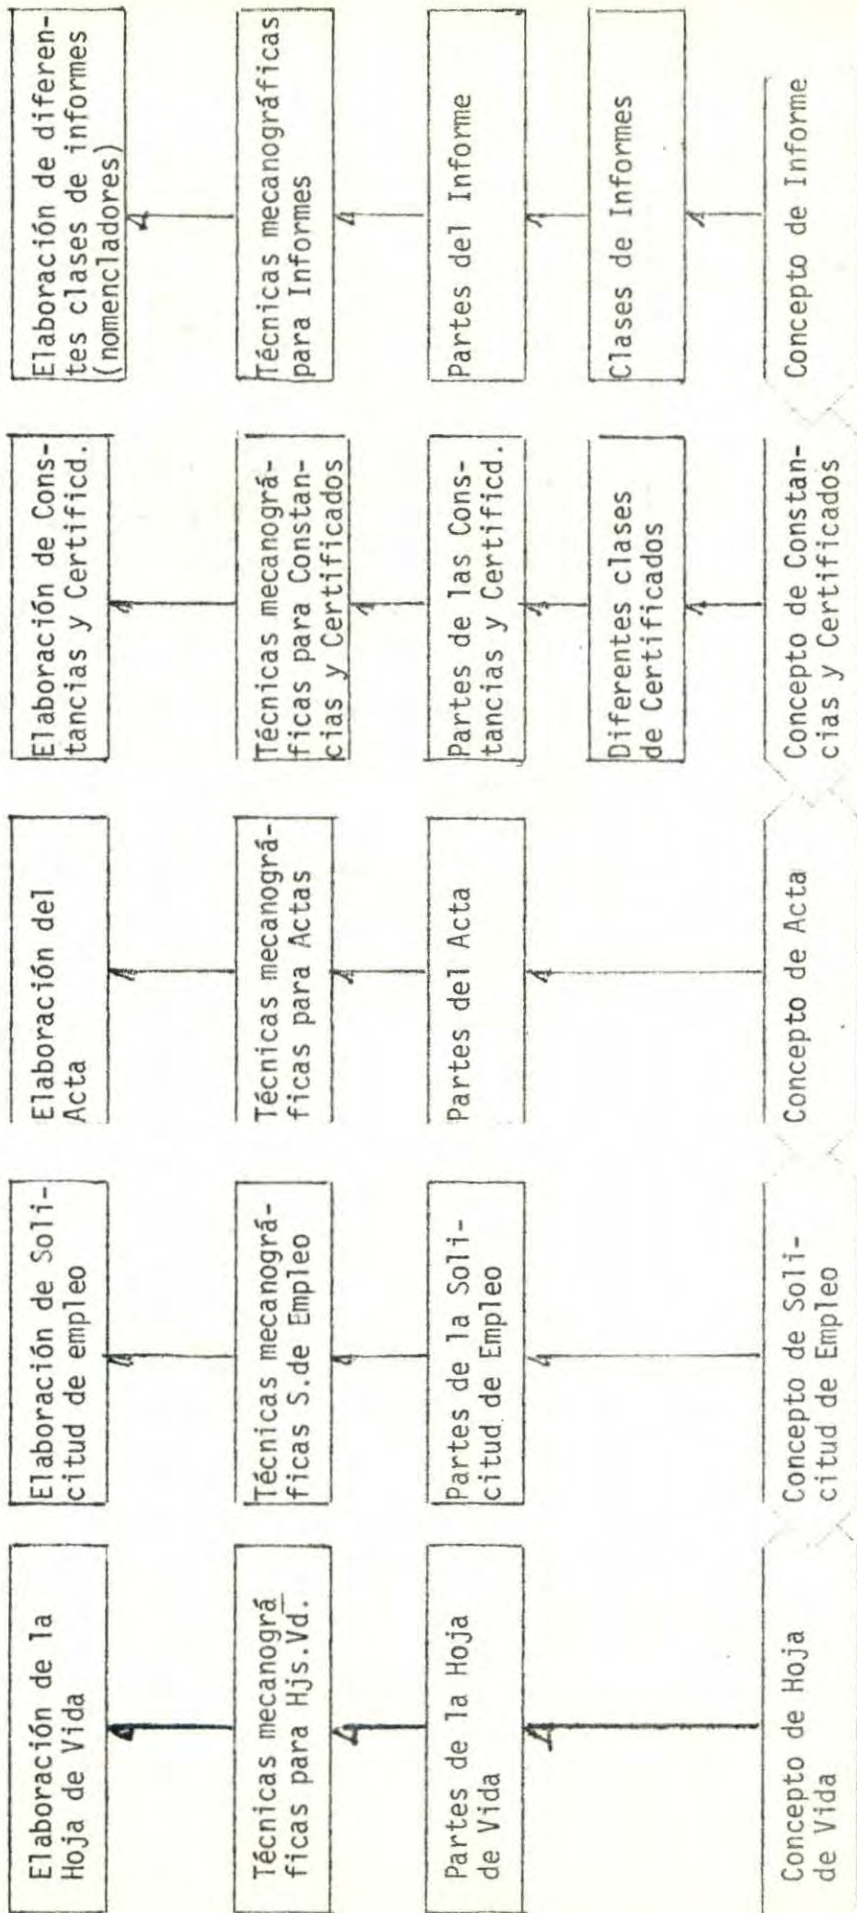 Elaboración de la
Hoja de Vida
Elaboración de Soli-
citud de empleo
Elaboración del
Acta
Elaboración de Cons-
tancias y Certificd.
Elaboración de diferen-
tes clases de informes
(nomencladores)
Técnicas mecanográ
ficas para Hjs.Vd.
Técnicas mecanográ-
ficas S.de Empleo
Técnicas mecanográ-
ficas para Actas
Técnicas mecanográ-
ficas para Constan-
cias y Certificados
Técnicas mecanográficas
para Informes
Partes de la Hoja
de Vida
Partes de la Soli-
citud de Empleo
Partes del Acta
Partes de las Cons-
tancias y Certificd.
Partes del Informe
Diferentes clases
de Certificados
Clases de Informes
Concepto de Hoja
de Vida
Concepto de Soli-
citud de Empleo
Concepto de Acta
Concepto de Constan-
cias y Certificados
Concepto de Informe